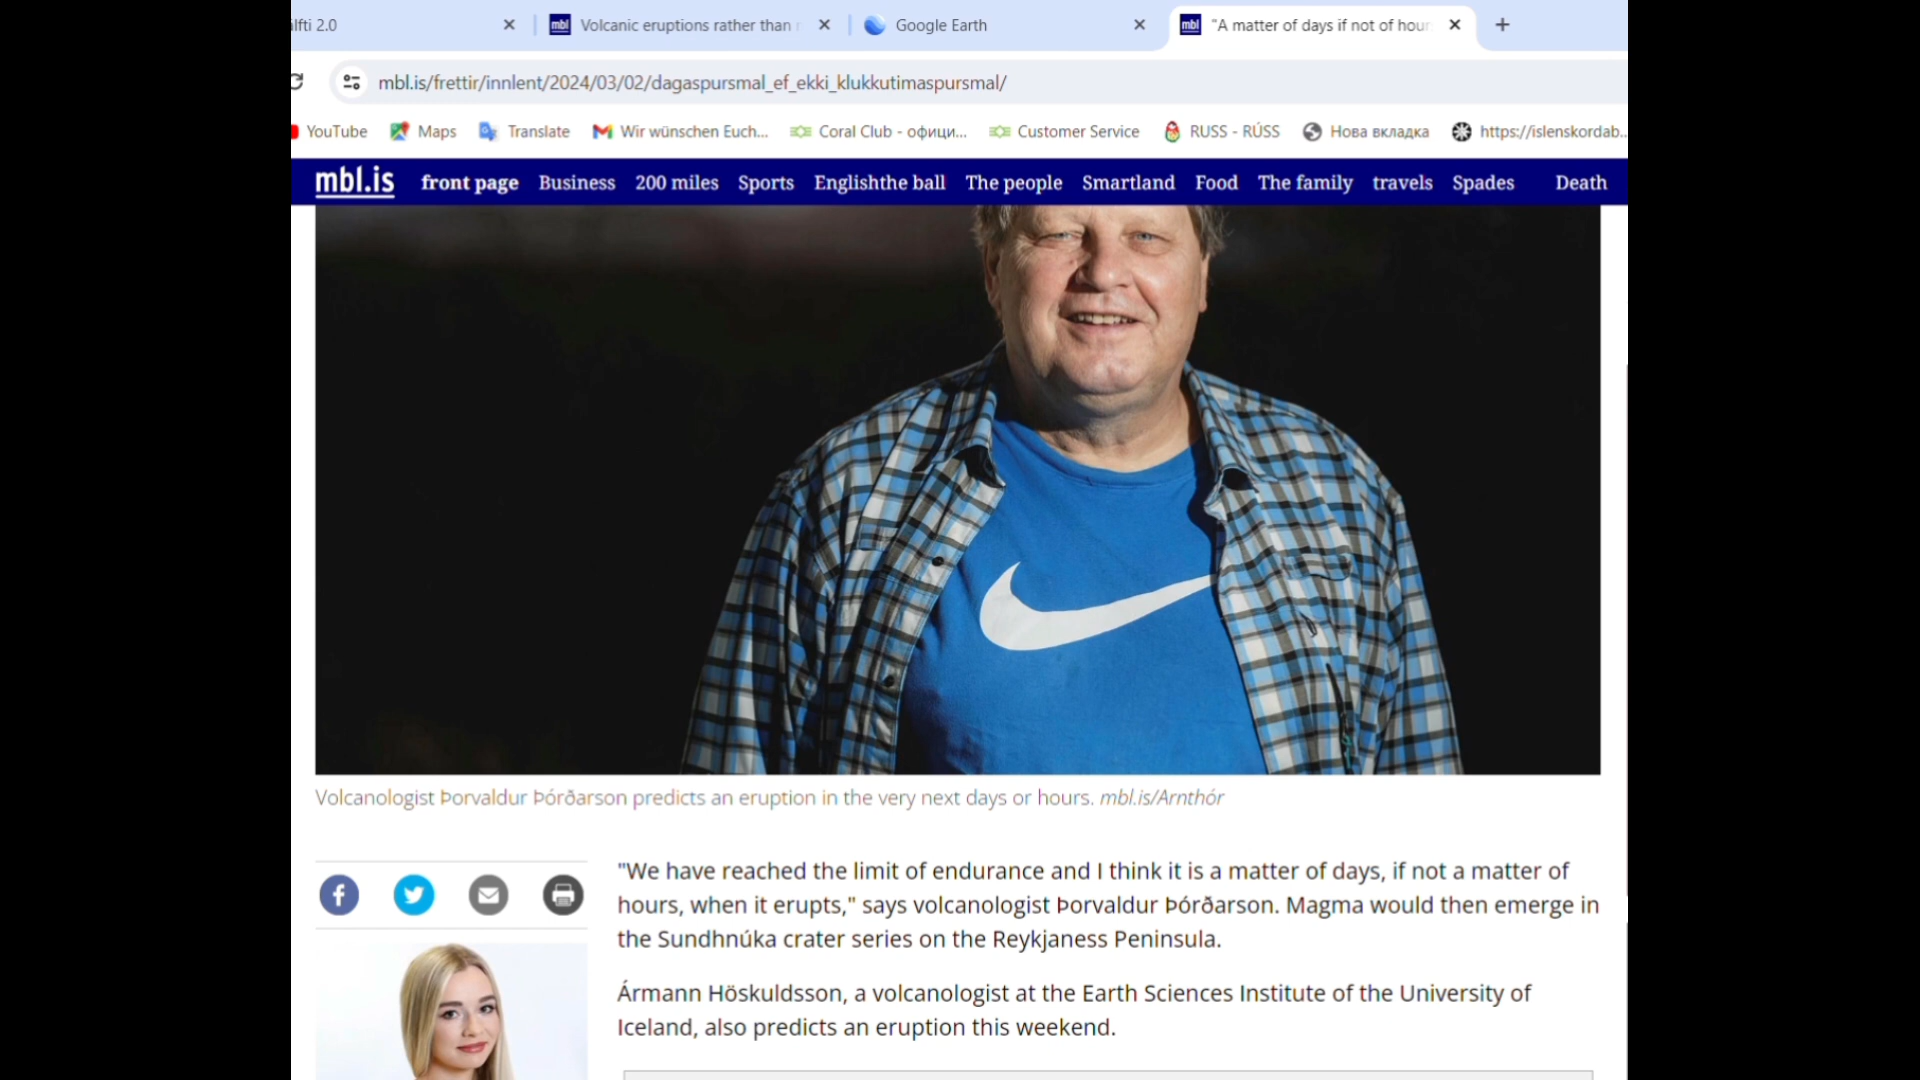 lfti 2.0
Volcanic eruptions rather than
Google Earth
"A matter of days if not of hour
mbl.is/frettir/innlent/2024/03/02/dagaspursmal_ef_ekki_klukkutimaspursmal/
YouTube
Maps
Translate
Wir wünschen Euch...
Coral Club - офици...
Customer Service
RUSS - RÚSS
Нова вкладка
https://islenskordab...
mbl.is front page Business 200 miles Sports Englishthe ball The people Smartland Food The family travels Spades Death
Volcanologist Þorvaldur Þórðarson predicts an eruption in the very next days or hours. mbl.is/Arnthór
"We have reached the limit of endurance and I think it is a matter of days, if not a matter of
hours, when it erupts," says volcanologist Þorvaldur Þórðarson. Magma would then emerge in
the Sundhnúka crater series on the Reykjaness Peninsula.
Ármann Höskuldsson, a volcanologist at the Earth Sciences Institute of the University of
Iceland, also predicts an eruption this weekend.